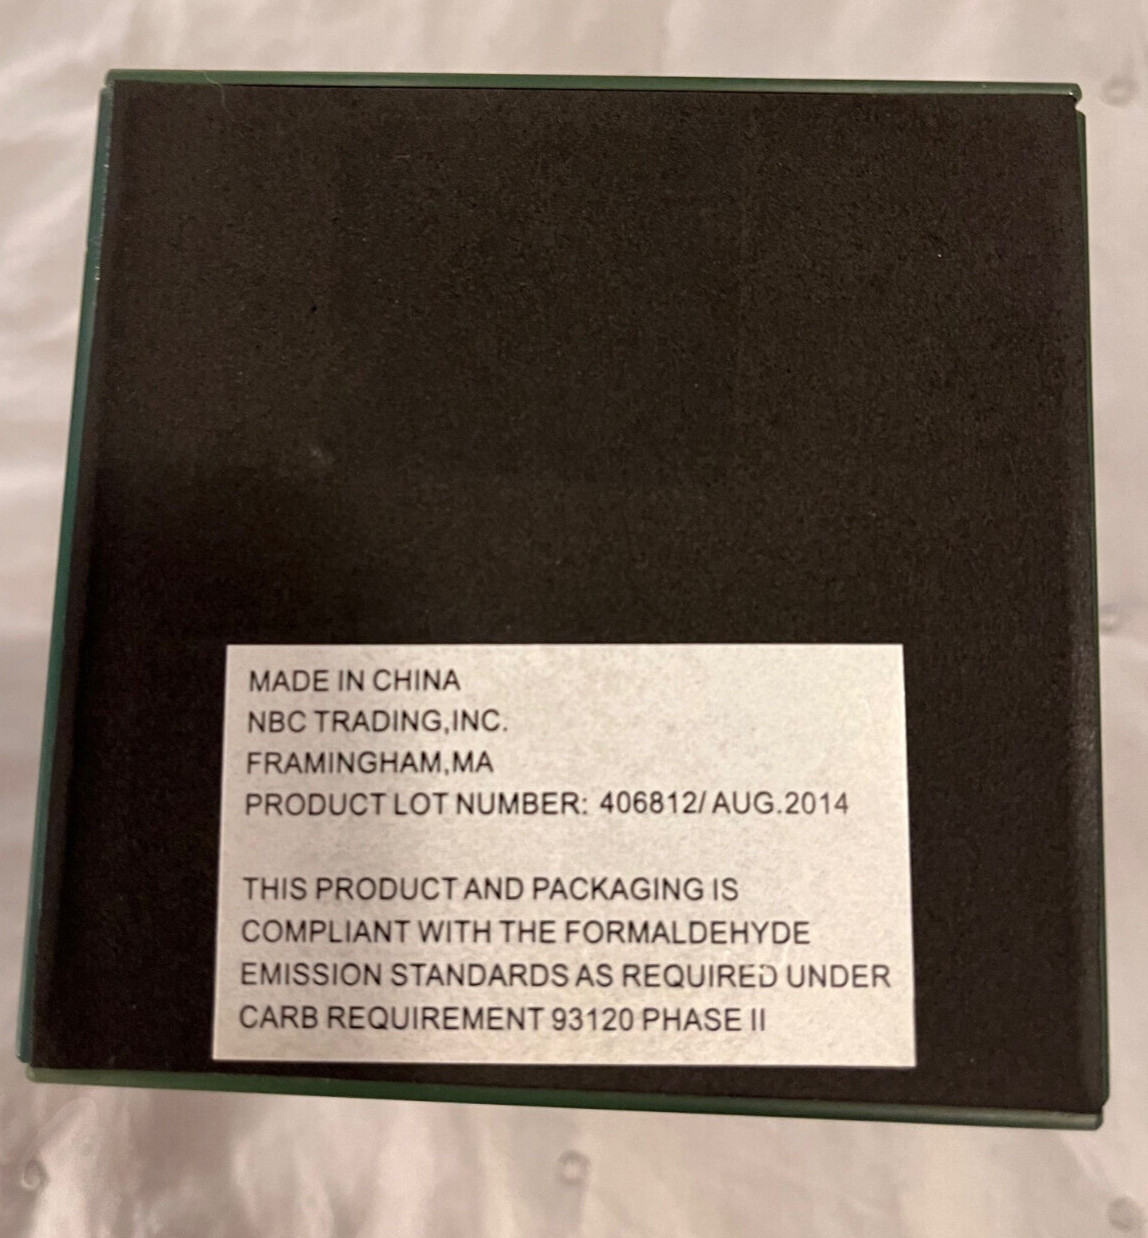 MADE IN CHINA
NBC TRADING,INC.
FRAMINGHAM,MA
PRODUCT LOT NUMBER: 406812/ AUG.2014
THIS PRODUCT AND PACKAGING IS
COMPLIANT WITH THE FORMALDEHYDE
EMISSION STANDARDS AS REQUIRED UNDER
CARB REQUIREMENT 93120 PHASE II